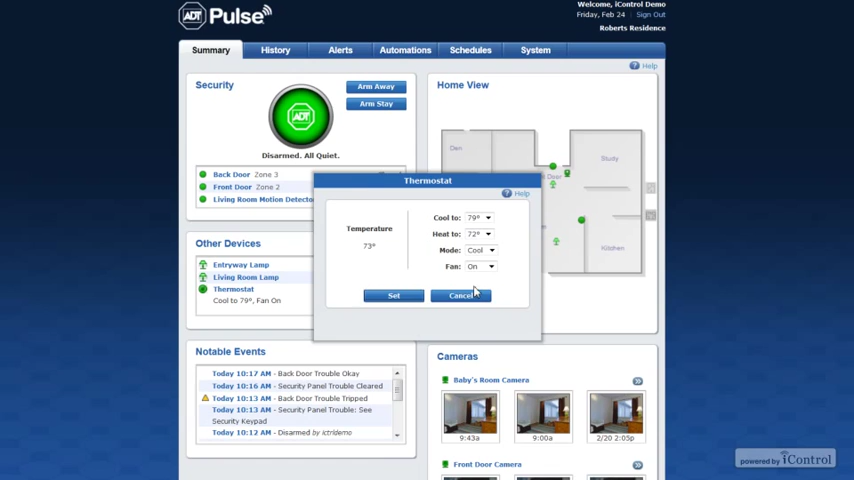 ADT Pulse
Welcome, iControl Demo
Friday, Feb 24 | Sign Out
Roberts Residence
Summary History Alerts Automations Schedules System
? Help
Security
Arm Away
Arm Stay
ADT
Disarmed. All Quiet.
Back Door Zone 3
Front Door Zone 2
Living Room Motion Detecto
Home View
Den
Study
Kitchen
Thermostat
? Help
Temperature
73°
Cool to: 79°
Heat to: 72°
Mode: Cool
Fan: On
Set
Cancel
Other Devices
Entryway Lamp
Living Room Lamp
Thermostat
Cool to 79°, Fan On
Notable Events
Today 10:17 AM - Back Door Trouble Okay
Today 10:16 AM - Security Panel Trouble Cleared
Today 10:13 AM - Back Door Trouble Tripped
Today 10:13 AM - Security Panel Trouble: See
Security Keypad
Today 10:12 AM - Disarmed by ictrldemo
Cameras
Baby's Room Camera
9:43a 9:00a 2/20 2:05p
Front Door Camera
powered by iControl